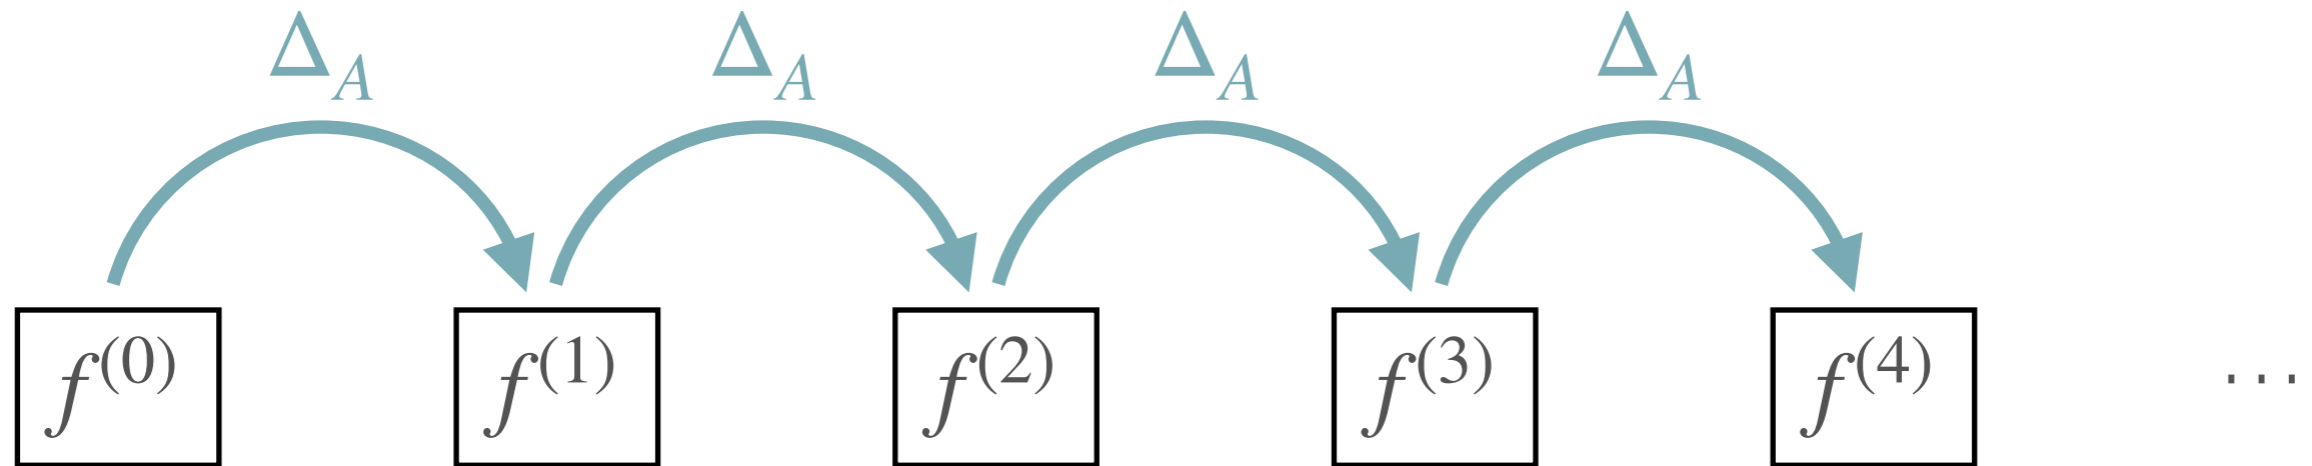 Δ_A Δ_A Δ_A Δ_A
f^(0) f^(1) f^(2) f^(3) f^(4) ...